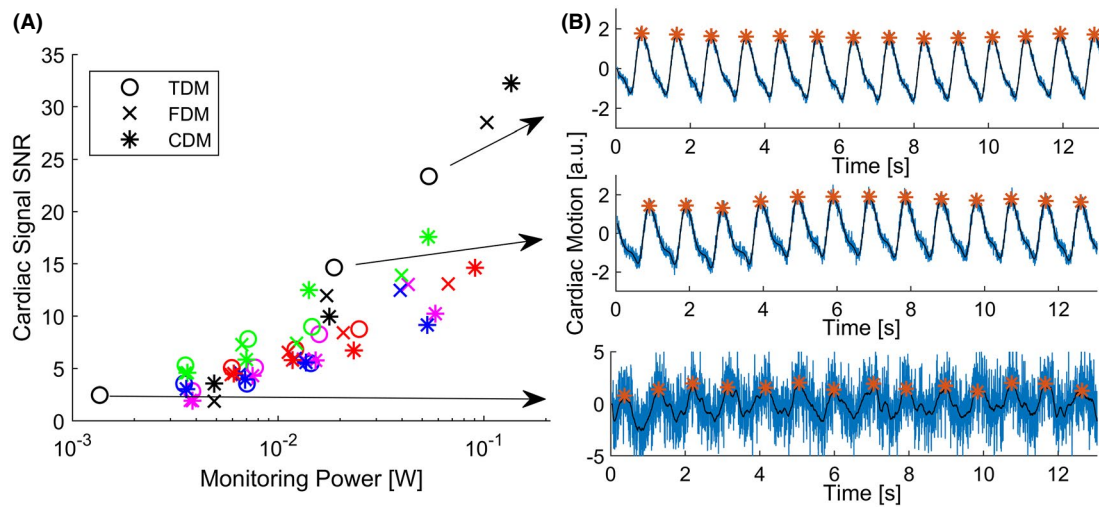 (A)
35
30
25
20
15
10
5
0
Cardiac Signal SNR
TDM
FDM
CDM
10-3
10-2
10-1
Monitoring Power [W]
(B)
Cardiac Motion [a.u.]
2
0
-2
0 2 4 6 8 10 12
Time [s]
2
0
-2
0 2 4 6 8 10 12
Time [s]
5
0
-5
0 2 4 6 8 10 12
Time [s]